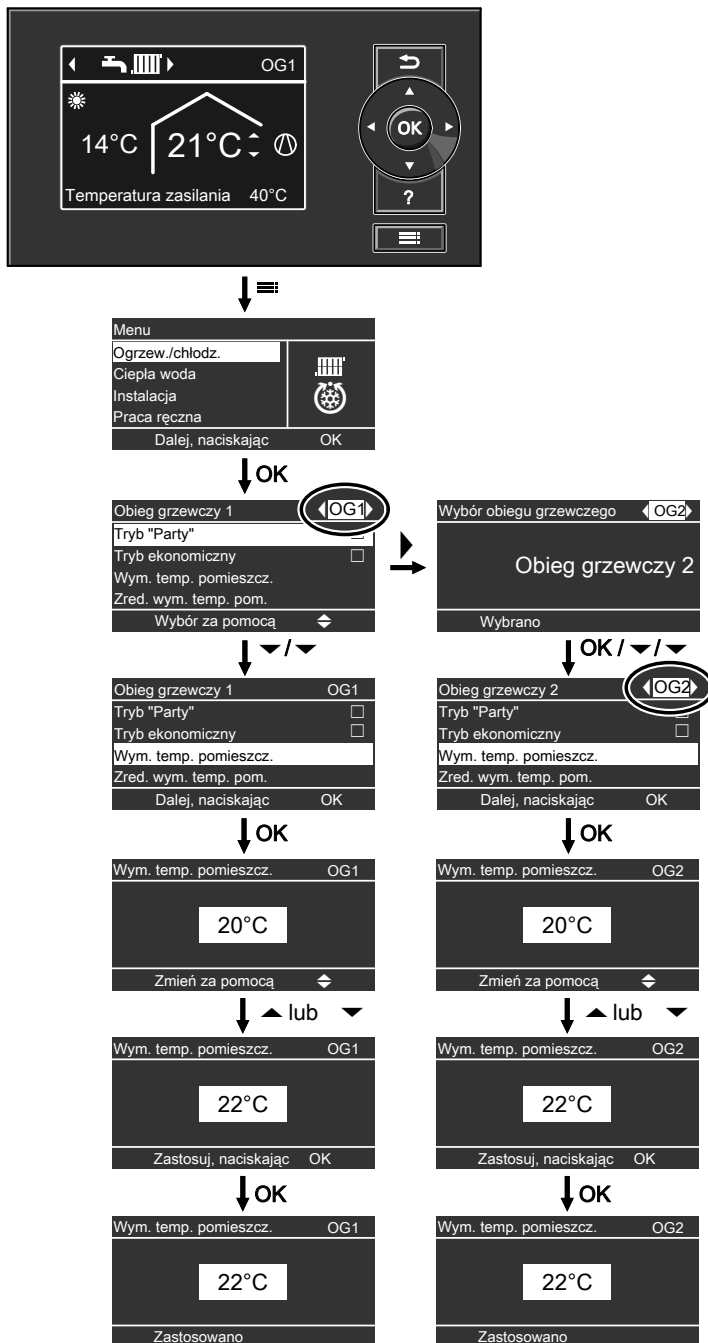 OG1
14°C 21°C
Temperatura zasilania 40°C
OK
?
Menu
Ogrzew./chłodz.
Ciepła woda
Instalacja
Praca ręczna
Dalej, naciskając OK
OK
Obieg grzewczy 1 OG1
Tryb "Party"
Tryb ekonomiczny
Wym. temp. pomieszcz.
Zred. wym. temp. pom.
Wybór za pomocą
Wybór obiegu grzewczego OG2
Obieg grzewczy 2
Wybrano
/
OK / /
Obieg grzewczy 1 OG1
Tryb "Party"
Tryb ekonomiczny
Wym. temp. pomieszcz.
Zred. wym. temp. pom.
Dalej, naciskając OK
Obieg grzewczy 2 OG2
Tryb "Party"
Tryb ekonomiczny
Wym. temp. pomieszcz.
Zred. wym. temp. pom.
Dalej, naciskając OK
OK
OK
Wym. temp. pomieszcz. OG1
20°C
Zmień za pomocą
Wym. temp. pomieszcz. OG2
20°C
Zmień za pomocą
lub
lub
Wym. temp. pomieszcz. OG1
22°C
Zastosuj, naciskając OK
Wym. temp. pomieszcz. OG2
22°C
Zastosuj, naciskając OK
OK
OK
Wym. temp. pomieszcz. OG1
22°C
Zastosowano
Wym. temp. pomieszcz. OG2
22°C
Zastosowano